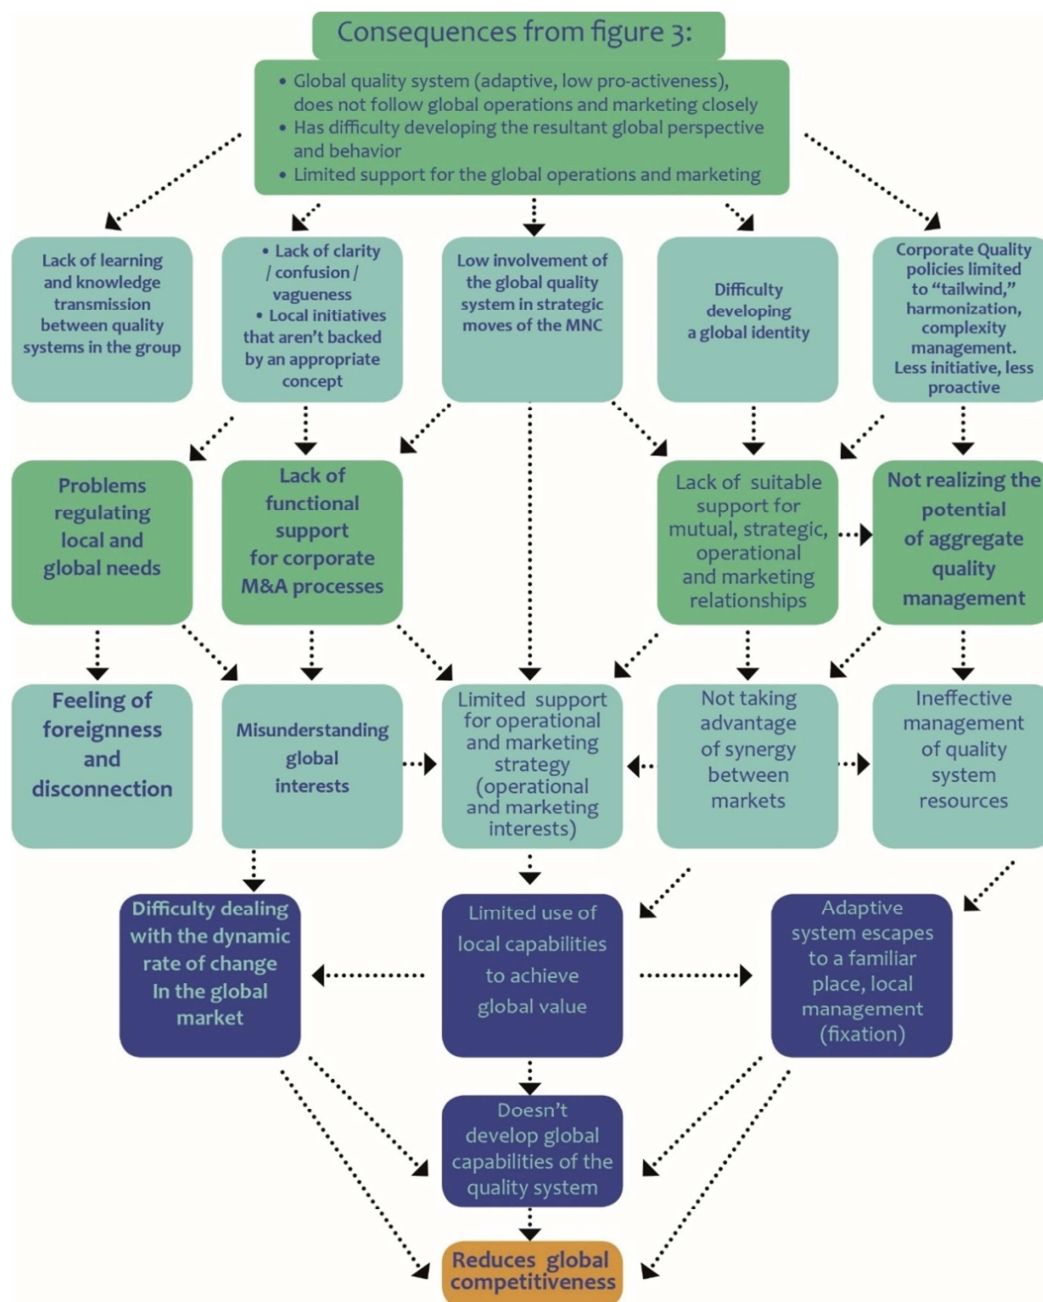 Consequences from figure 3:
• Global quality system (adaptive, low pro-activeness),
does not follow global operations and marketing closely
• Has difficulty developing the resultant global perspective
and behavior
• Limited support for the global operations and marketing
Lack of learning
and knowledge
transmission
between quality
systems in the group
• Lack of clarity
/ confusion /
vagueness
• Local initiatives
that aren't backed
by an appropriate
concept
Low involvement of
the global quality
system in strategic
moves of the MNC
Difficulty
developing
a global identity
Corporate Quality
policies limited
to “tailwind,”
harmonization,
complexity
management.
Less initiative, less
proactive
Problems
regulating
local and
global needs
Lack of
functional
support
for corporate
M&A processes
Lack of suitable
support for
mutual, strategic,
operational
and marketing
relationships
Not realizing the
potential
of aggregate
quality
management
Feeling of
foreignness
and
disconnection
Misunderstanding
global
interests
Limited support
for operational
and marketing
strategy
(operational
and marketing
interests)
Not taking
advantage
of synergy
between
markets
Ineffective
management
of quality
system
resources
Difficulty dealing
with the dynamic
rate of change
In the global
market
Limited use of
local capabilities
to achieve
global value
Adaptive
system escapes
to a familiar
place, local
management
(fixation)
Doesn't
develop global
capabilities of the
quality system
Reduces global
competitiveness